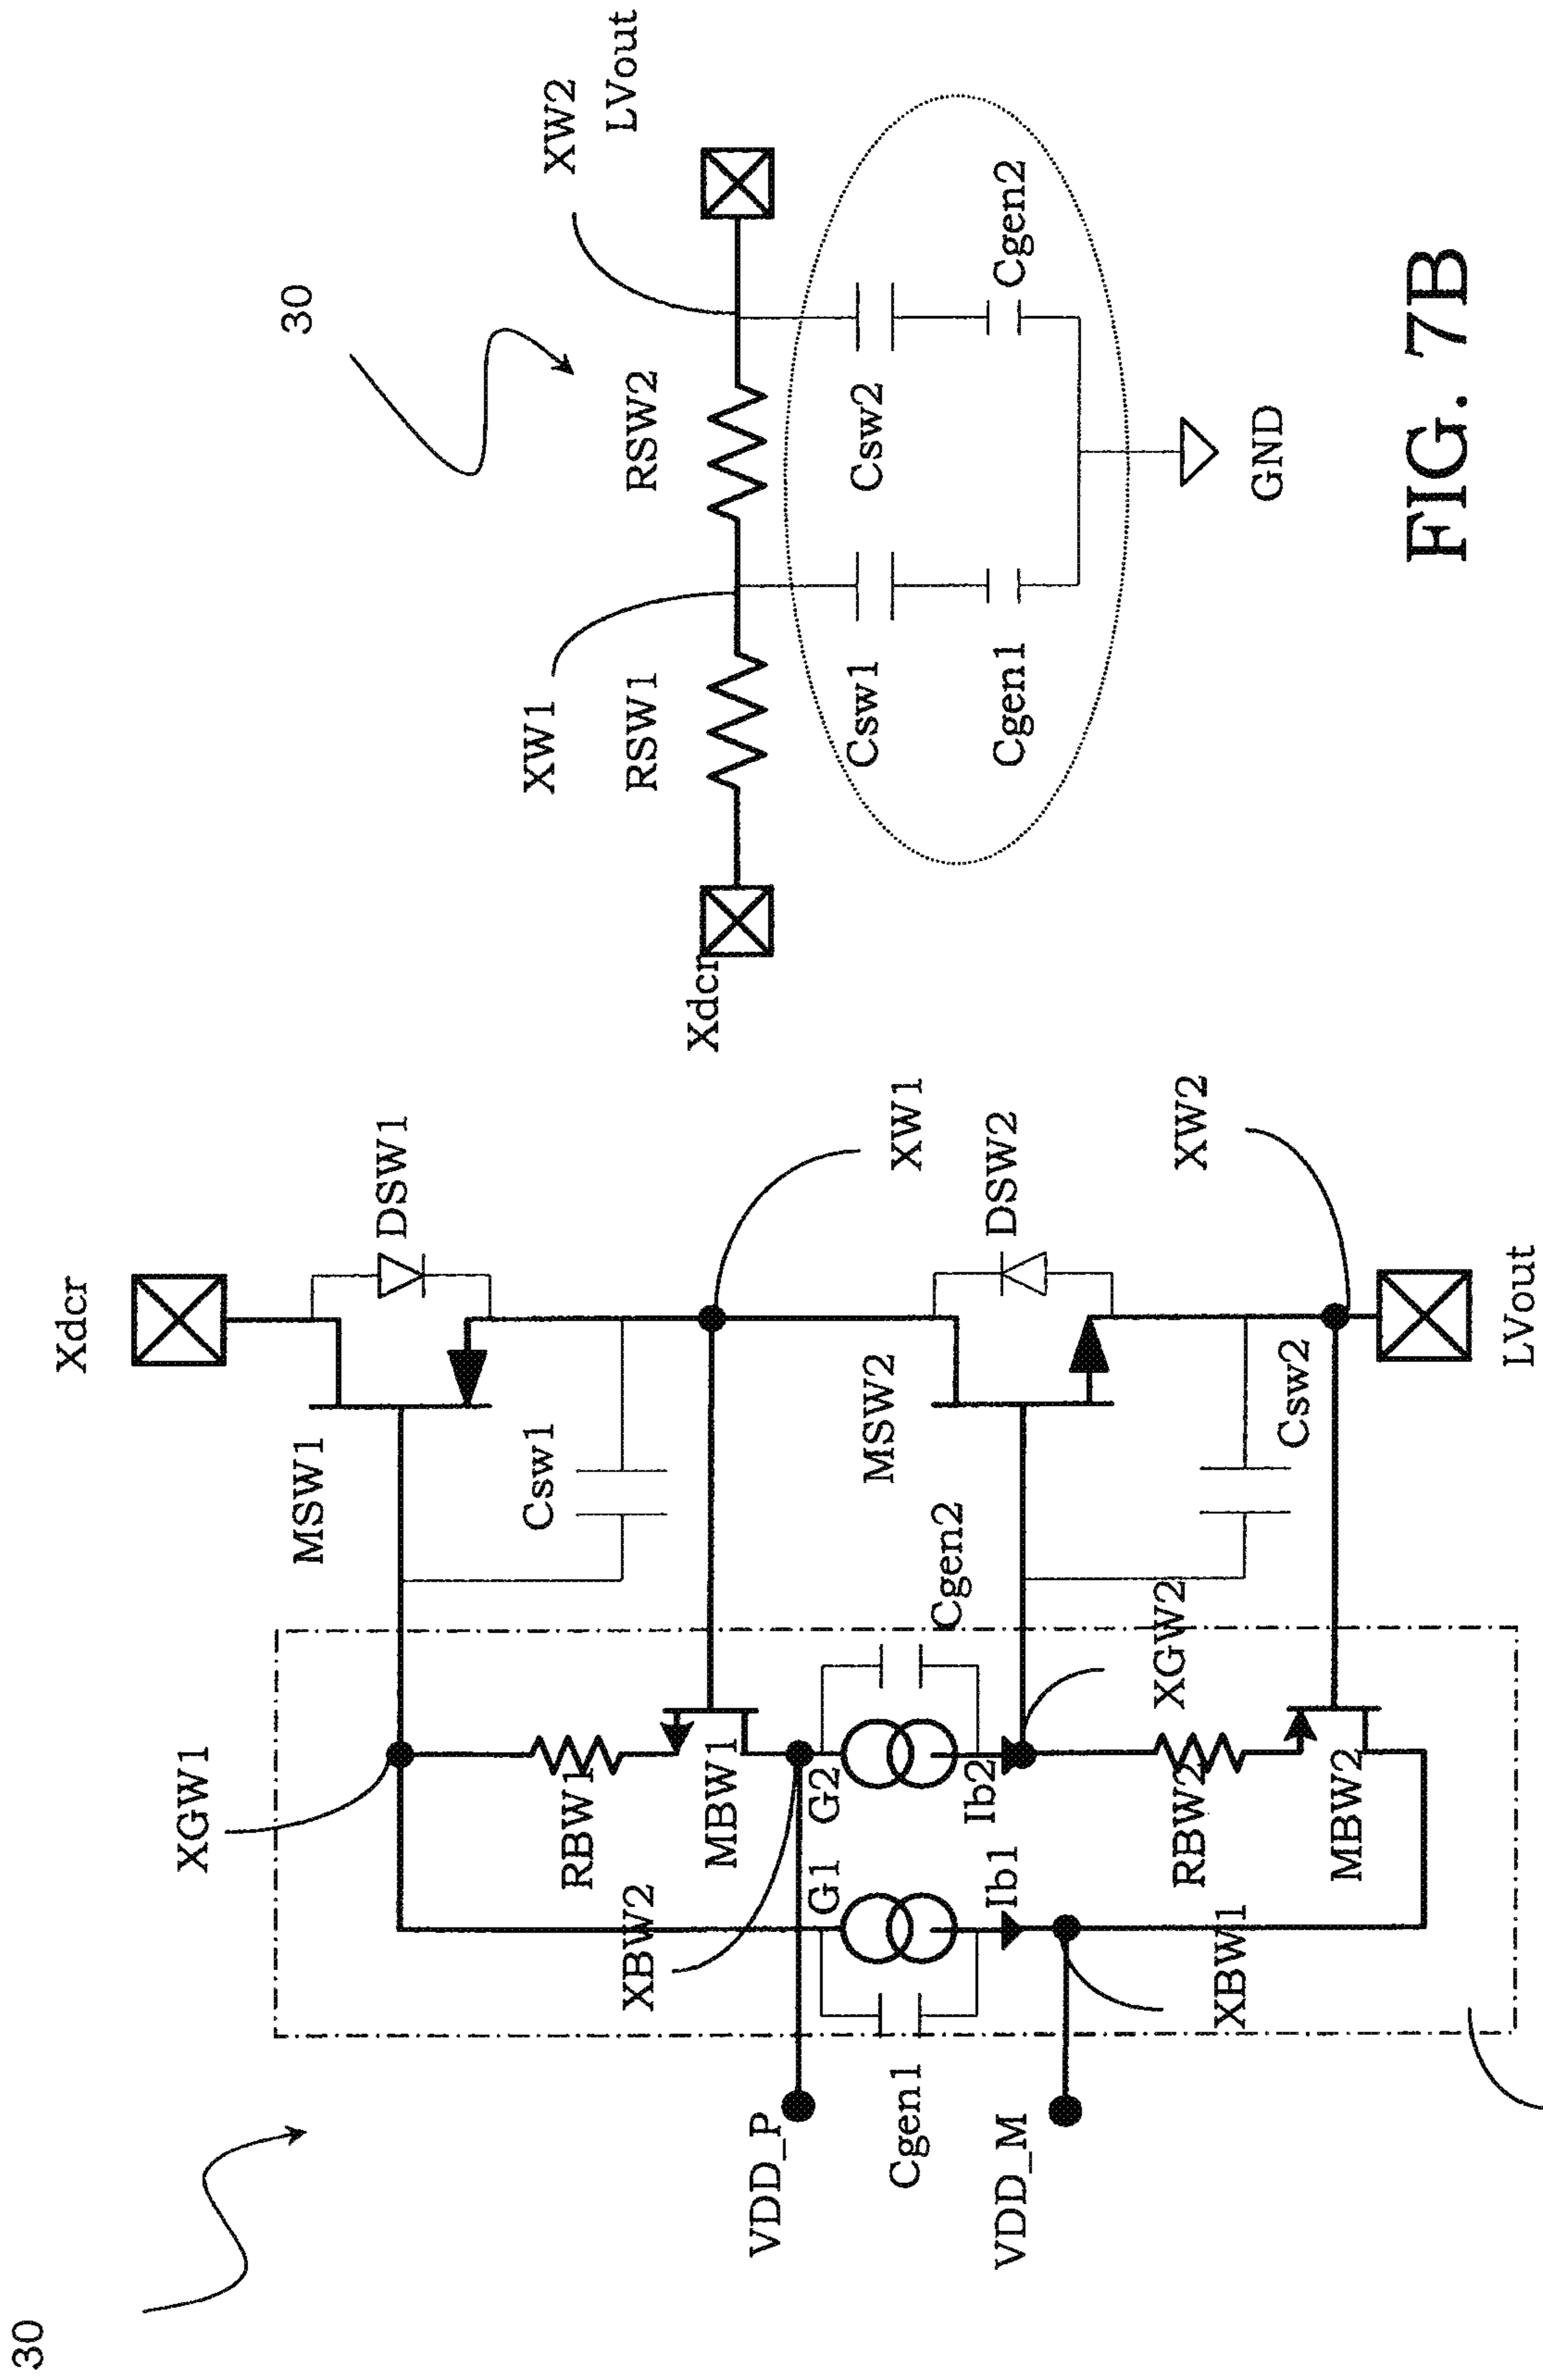 30
Xdcr
XGW1
MSW1
DSW1
Csw1
RBW1
MBW1
XW1
XBW2
VDD_P
G1
G2
Cgen2
Cgen1
Ib1
Ib2
MSW2
DSW2
VDD_M
XGW2
XBW1
RBW2
XW2
Csw2
MBW2
LVout
30
XW1
XW2
LVout
RSW1
RSW2
Xdcr
Csw1
Csw2
Cgen1
Cgen2
GND
FIG. 7B